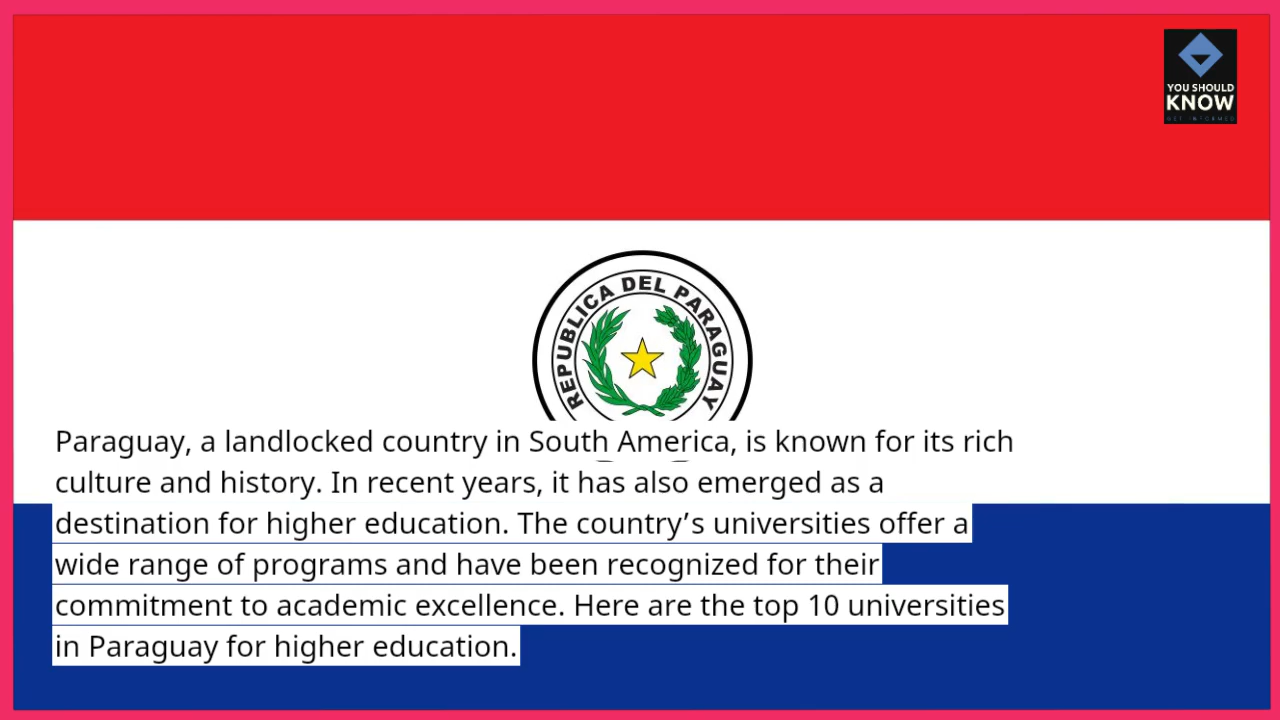 YOU SHOULD
KNOW
GET INFORMED
REPUBLICA DEL PARAGUAY
Paraguay, a landlocked country in South America, is known for its rich
culture and history. In recent years, it has also emerged as a
destination for higher education. The country’s universities offer a
wide range of programs and have been recognized for their
commitment to academic excellence. Here are the top 10 universities
in Paraguay for higher education.